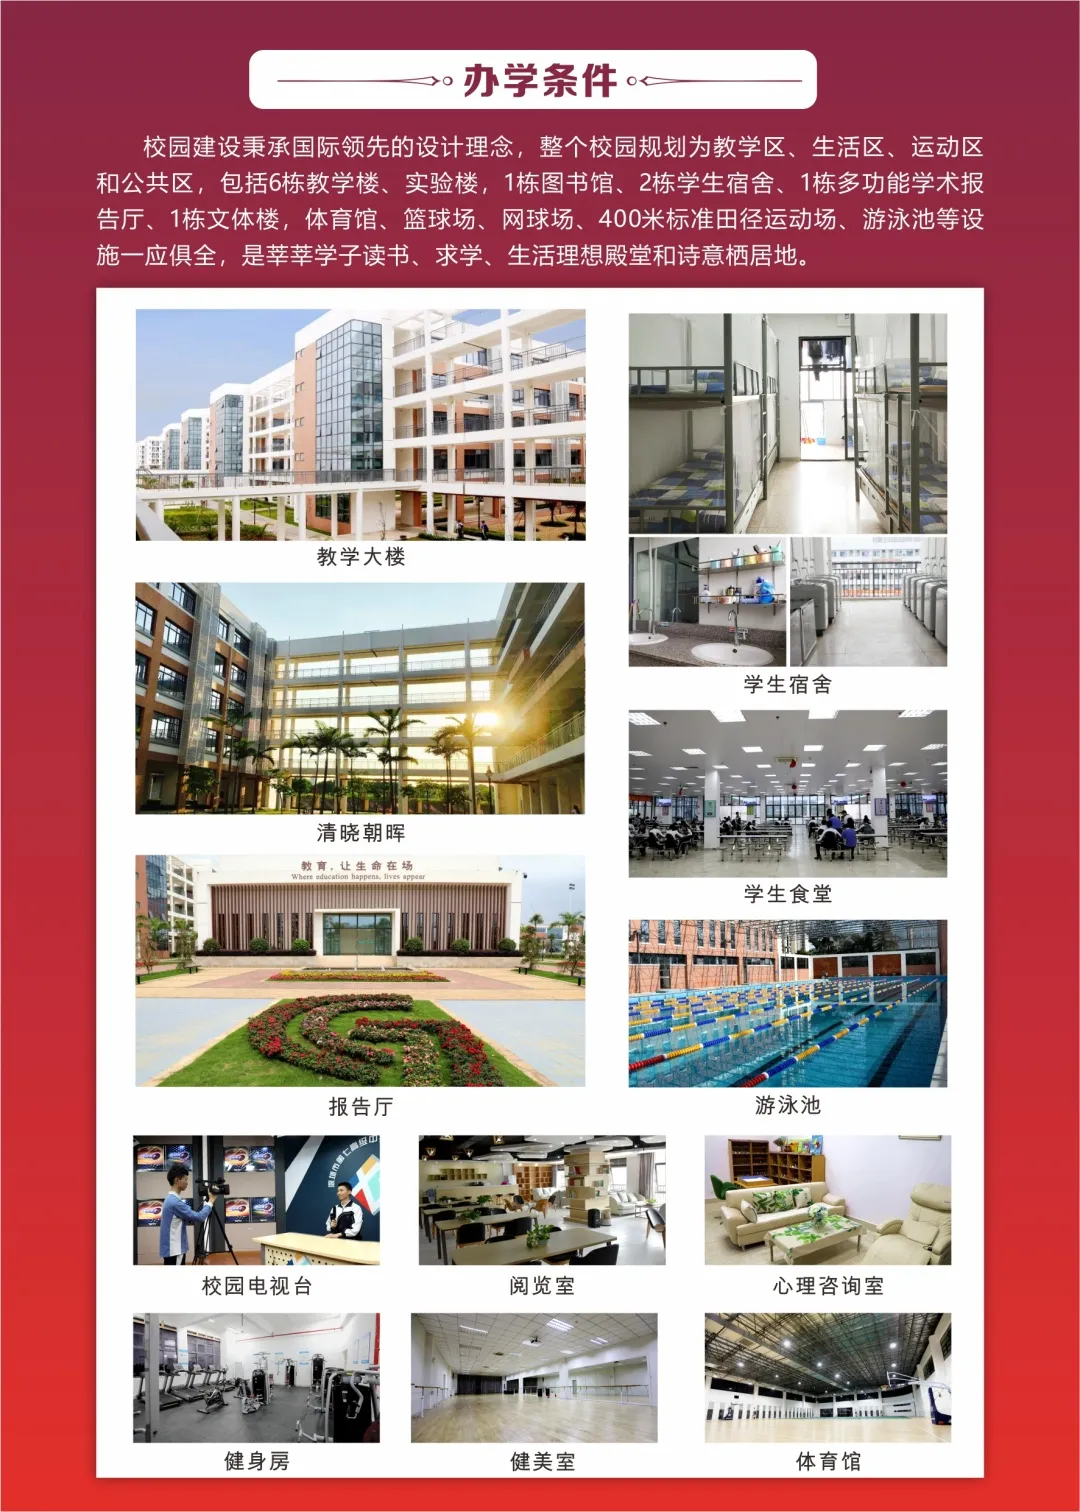 办学条件
校园建设秉承国际领先的设计理念，整个校园规划为教学区、生活区、运动区
和公共区，包括6栋教学楼、实验楼，1栋图书馆、2栋学生宿舍、1栋多功能学术报
告厅、1栋文体楼，体育馆、篮球场、网球场、400米标准田径运动场、游泳池等设
施一应俱全，是莘莘学子读书、求学、生活理想殿堂和诗意栖居地。
教学大楼
学生宿舍
清晓朝晖
学生食堂
教育，让生命在场
Where education happens, lives appear
报告厅
游泳池
深圳市第七高级中
校园电视台
阅览室
心理咨询室
健身房
健美室
体育馆